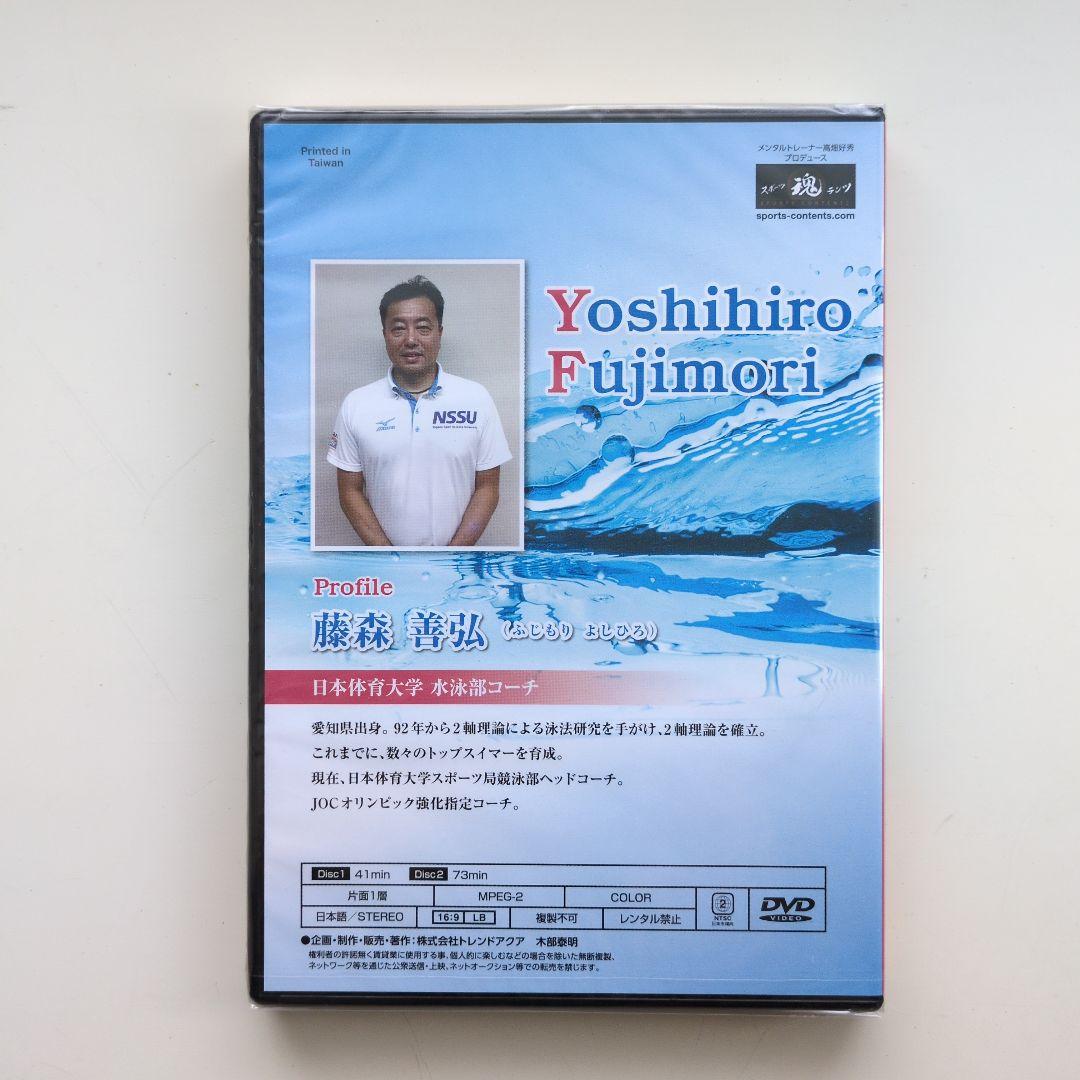 Printed in
Taiwan
メンタルトレーナー高畑好秀
プロデュース
スポーツ 魂 テンツ
SPORTS CONTENTS
sports-contents.com
Yoshihiro
Fujimori
MIZUNO
NSSU
Profile
藤森 善弘 (ふじもり よしひろ)
日本体育大学 水泳部コーチ
愛知県出身。92年から2軸理論による泳法研究を手がけ、2軸理論を確立。
これまでに、数々のトップスイマーを育成。
現在、日本体育大学スポーツ局競泳部ヘッドコーチ。
JOCオリンピック強化指定コーチ。
Disc1 41min Disc2 73min
片面1層 MPEG-2 COLOR
日本語/STEREO 16:9 LB 複製不可 レンタル禁止
2
NTSC
日本市場向
DVD
VIDEO
●企画・制作・販売・著作:株式会社トレンドアクア 木部泰明
権利者の許諾無く賃貸業に使用する事、個人的に楽しむなどの場合を除いた無断複製、
ネットワーク等を通じた公衆送信・上映、ネットオークション等での転売を禁じます。